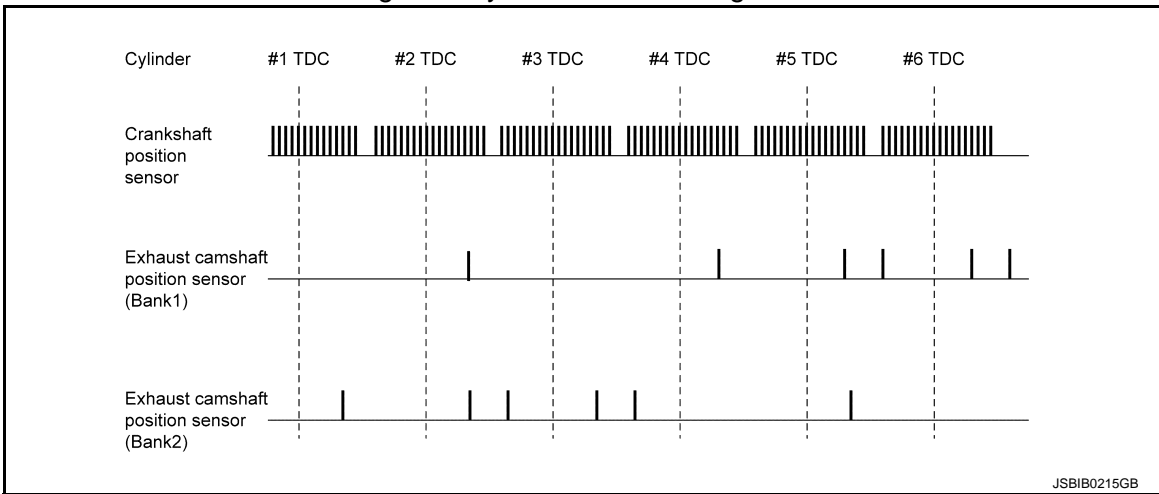 Cylinder #1 TDC #2 TDC #3 TDC #4 TDC #5 TDC #6 TDC
Crankshaft
position
sensor
Exhaust camshaft
position sensor
(Bank1)
Exhaust camshaft
position sensor
(Bank2)
JSBIB0215GB